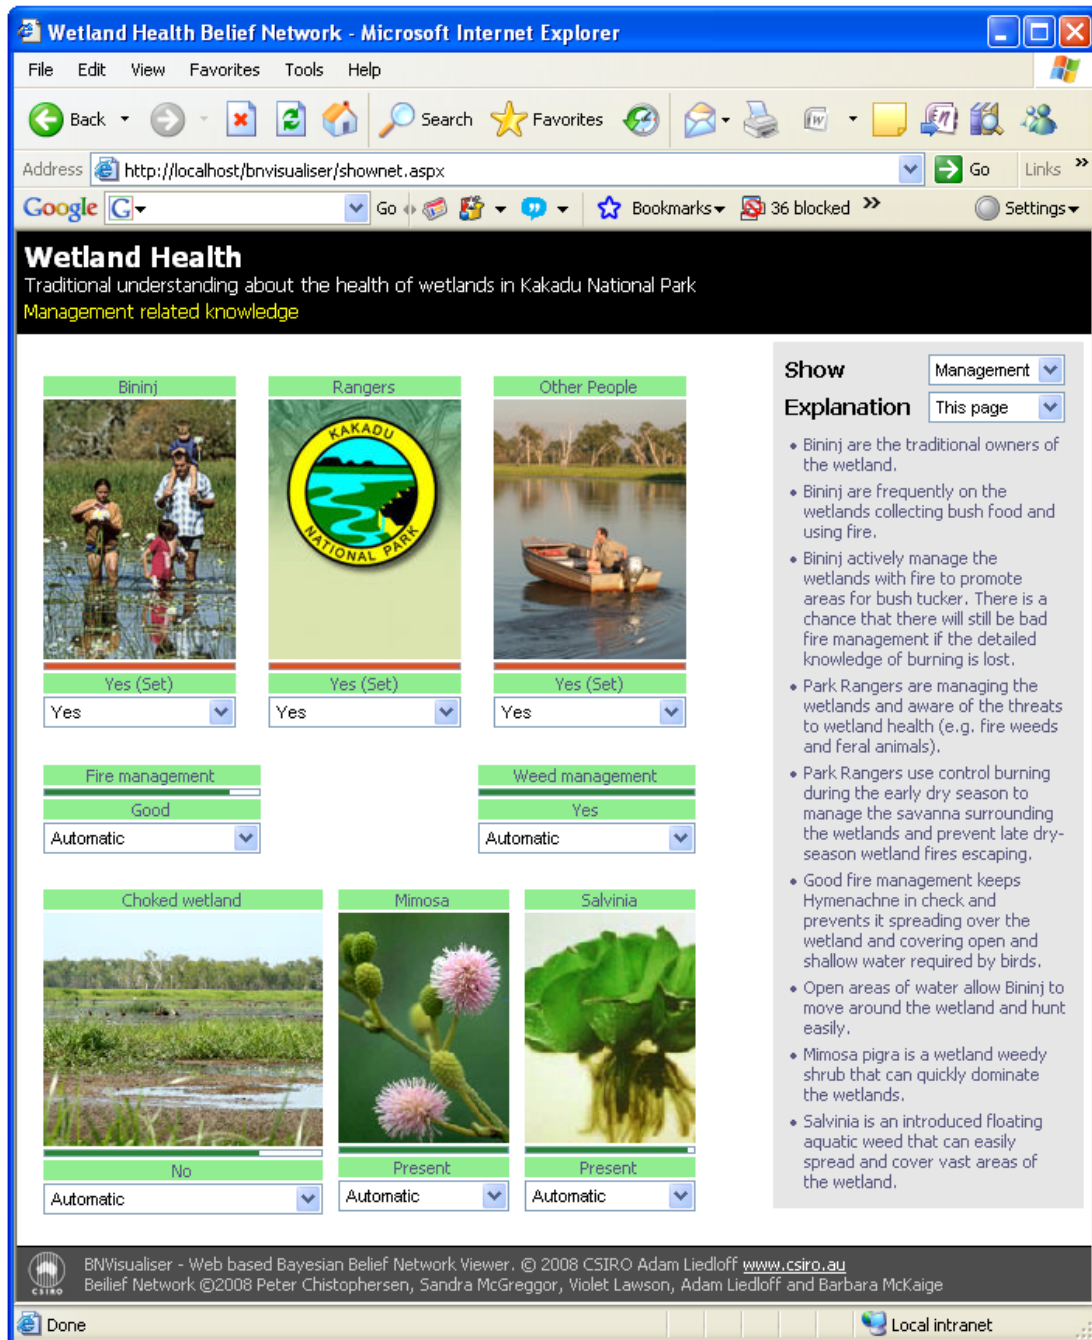 Wetland Health Belief Network - Microsoft Internet Explorer
File Edit View Favorites Tools Help
Back Search Favorites
Address http://localhost/bnvisualiser/shownet.aspx Go Links »
Google G Go Bookmarks 36 blocked » Settings
Wetland Health
Traditional understanding about the health of wetlands in Kakadu National Park
Management related knowledge
Bininj Rangers Other People
KAKADU
NATIONAL PARK
Yes (Set) Yes (Set) Yes (Set)
Yes Yes Yes
Fire management Weed management
Good Yes
Automatic Automatic
Choked wetland Mimosa Salvinia
No Present Present
Automatic Automatic Automatic
Show Management
Explanation This page
• Bininj are the traditional owners of
the wetland.
• Bininj are frequently on the
wetlands collecting bush food and
using fire.
• Bininj actively manage the
wetlands with fire to promote
areas for bush tucker. There is a
chance that there will still be bad
fire management if the detailed
knowledge of burning is lost.
• Park Rangers are managing the
wetlands and aware of the threats
to wetland health (e.g. fire weeds
and feral animals).
• Park Rangers use control burning
during the early dry season to
manage the savanna surrounding
the wetlands and prevent late dry-
season wetland fires escaping.
• Good fire management keeps
Hymenachne in check and
prevents it spreading over the
wetland and covering open and
shallow water required by birds.
• Open areas of water allow Bininj to
move around the wetland and hunt
easily.
• Mimosa pigra is a wetland weedy
shrub that can quickly dominate
the wetlands.
• Salvinia is an introduced floating
aquatic weed that can easily
spread and cover vast areas of
the wetland.
CSIRO
BNVisualiser - Web based Bayesian Belief Network Viewer. © 2008 CSIRO Adam Liedloff www.csiro.au
Beilief Network ©2008 Peter Chistophersen, Sandra McGreggor, Violet Lawson, Adam Liedloff and Barbara McKaige
Done Local intranet